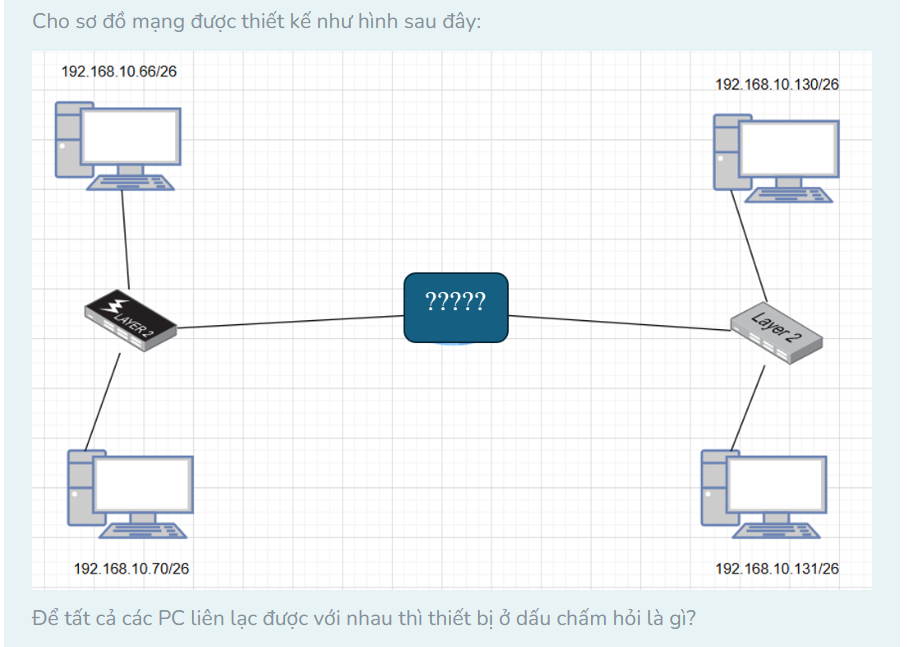 Cho sơ đồ mạng được thiết kế như hình sau đây:
192.168.10.66/26
192.168.10.130/26
?????
LAYER 2
Layer 2
192.168.10.70/26
192.168.10.131/26
Để tất cả các PC liên lạc được với nhau thì thiết bị ở dấu chấm hỏi là gì?